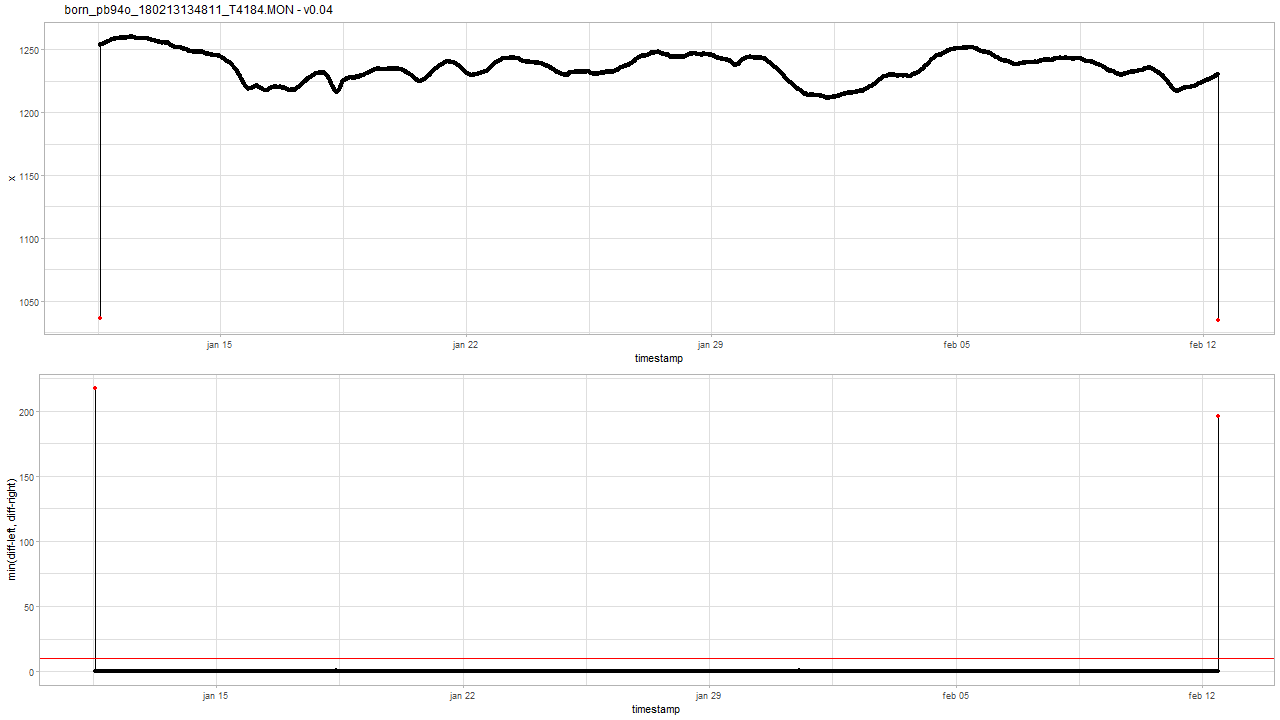 born_pb94o_180213134811_T4184.MON - v0.04
1250
1200
1150
1100
1050
x
jan 15 jan 22 jan 29 feb 05 feb 12
timestamp
200
150
100
50
0
min(diff-left, diff-right)
jan 15 jan 22 jan 29 feb 05 feb 12
timestamp